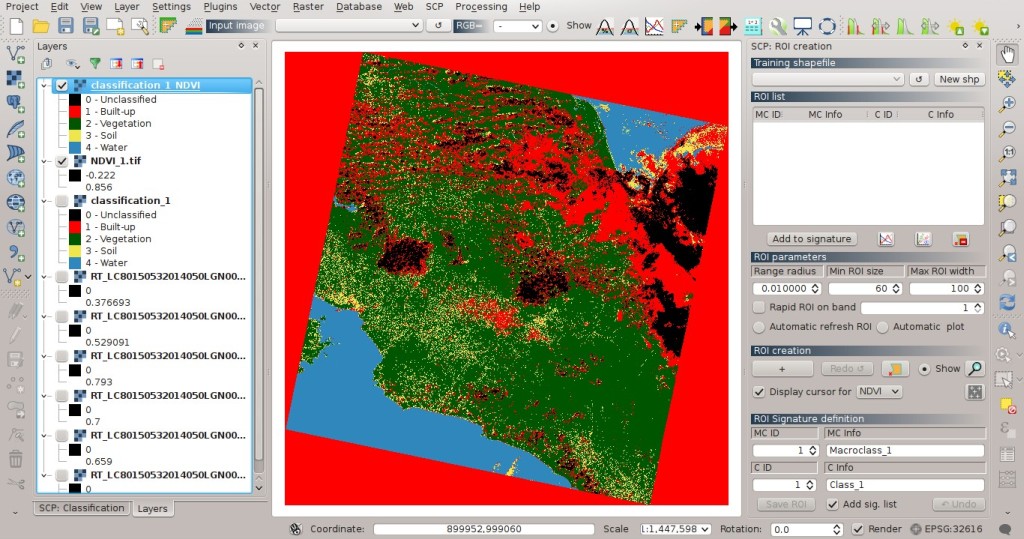 Project Edit View Layer Settings Plugins Vector Raster Database Web SCP Processing Help
Input image RGB= - Show
Layers
classification_1_NDVI
0 - Unclassified
1 - Built-up
2 - Vegetation
3 - Soil
4 - Water
NDVI_1.tif
-0.222
0.856
classification_1
0 - Unclassified
1 - Built-up
2 - Vegetation
3 - Soil
4 - Water
RT_LC80150532014050LGN00...
0
0.376693
RT_LC80150532014050LGN00...
0
0.529091
RT_LC80150532014050LGN00...
0
0.793
RT_LC80150532014050LGN00...
0
0.7
RT_LC80150532014050LGN00...
0
0.659
RT_LC80150532014050LGN00...
0
SCP: Classification Layers
SCP: ROI creation
Training shapefile
New shp
ROI list
MC ID MC Info C ID C Info
Add to signature
ROI parameters
Range radius Min ROI size Max ROI width
0.010000 60 100
Rapid ROI on band 1
Automatic refresh ROI Automatic plot
ROI creation
+ Redo Show
Display cursor for NDVI
ROI Signature definition
MC ID MC Info
1 Macroclass_1
C ID C Info
1 Class_1
Save ROI Add sig. list Undo
Coordinate: 899952,999060 Scale 1:1,447,598 Rotation: 0.0 Render EPSG:32616